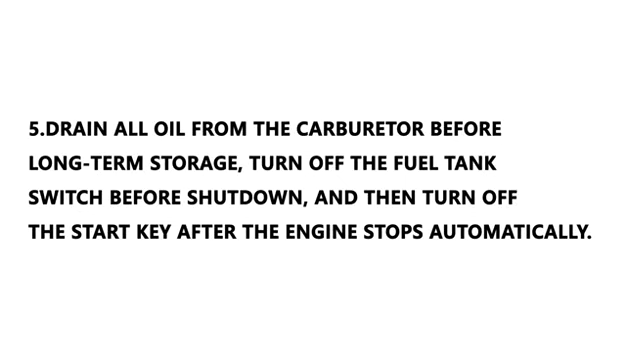 5.DRAIN ALL OIL FROM THE CARBURETOR BEFORE
LONG-TERM STORAGE, TURN OFF THE FUEL TANK
SWITCH BEFORE SHUTDOWN, AND THEN TURN OFF
THE START KEY AFTER THE ENGINE STOPS AUTOMATICALLY.